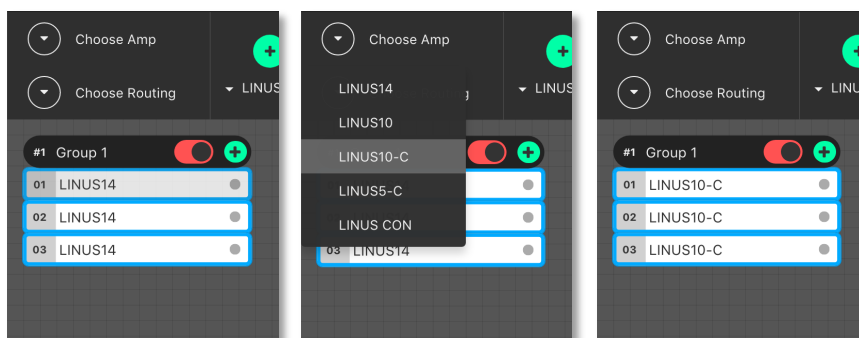 Choose Amp
Choose Routing
LINUS
#1 Group 1
01 LINUS14
02 LINUS14
03 LINUS14
Choose Amp
LINUS14
LINUS
LINUS10
LINUS10-C
LINUS5-C
LINUS CON
03 LINUS14
Choose Amp
Choose Routing
LINU
#1 Group 1
01 LINUS10-C
02 LINUS10-C
03 LINUS10-C